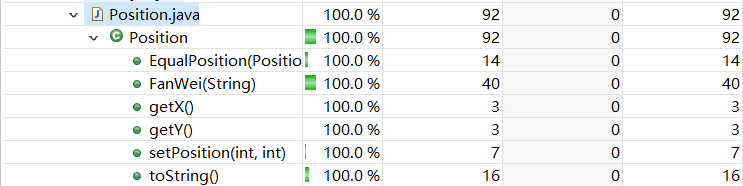 Position.java 100.0 % 92 0 92
Position 100.0 % 92 0 92
EqualPosition(Positio 100.0 % 14 0 14
FanWei(String) 100.0 % 40 0 40
getX() 100.0 % 3 0 3
getY() 100.0 % 3 0 3
setPosition(int, int) 100.0 % 7 0 7
toString() 100.0 % 16 0 16